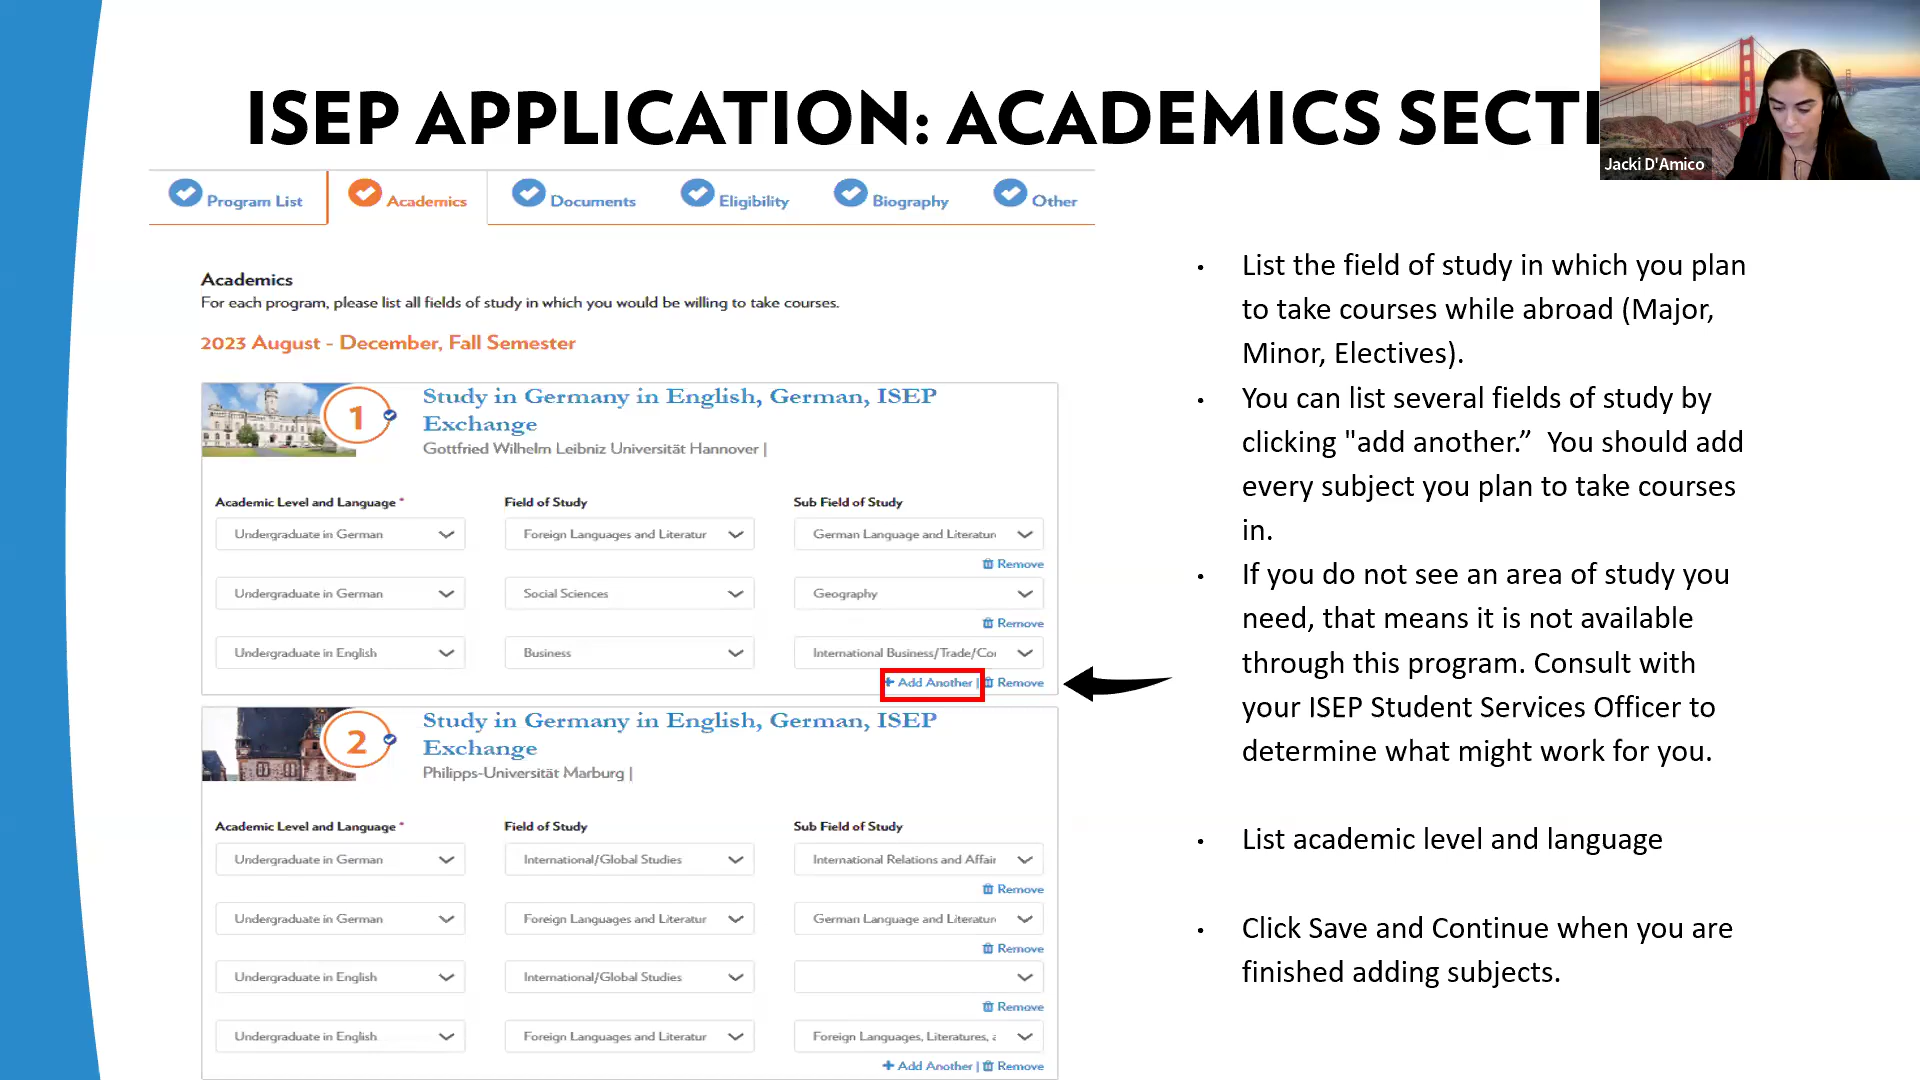 ISEP APPLICATION: ACADEMICS SECTI
Jacki D'Amico
Program List
Academics
Documents
Eligibility
Biography
Other
Academics
For each program, please list all fields of study in which you would be willing to take courses.
2023 August - December, Fall Semester
1
Study in Germany in English, German, ISEP
Exchange
Gottfried Wilhelm Leibniz Universität Hannover |
Academic Level and Language * Field of Study Sub Field of Study
Undergraduate in German Foreign Languages and Literatur German Language and Literature
Remove
Undergraduate in German Social Sciences Geography
Remove
Undergraduate in English Business International Business/Trade/Cor
+ Add Another | Remove
2
Study in Germany in English, German, ISEP
Exchange
Philipps-Universität Marburg |
Academic Level and Language * Field of Study Sub Field of Study
Undergraduate in German International/Global Studies International Relations and Affair
Remove
Undergraduate in German Foreign Languages and Literatur German Language and Literature
Remove
Undergraduate in English International/Global Studies
Remove
Undergraduate in English Foreign Languages and Literatur Foreign Languages, Literatures, a
+ Add Another | Remove
• List the field of study in which you plan
to take courses while abroad (Major,
Minor, Electives).
• You can list several fields of study by
clicking "add another.” You should add
every subject you plan to take courses
in.
• If you do not see an area of study you
need, that means it is not available
through this program. Consult with
your ISEP Student Services Officer to
determine what might work for you.
• List academic level and language
• Click Save and Continue when you are
finished adding subjects.